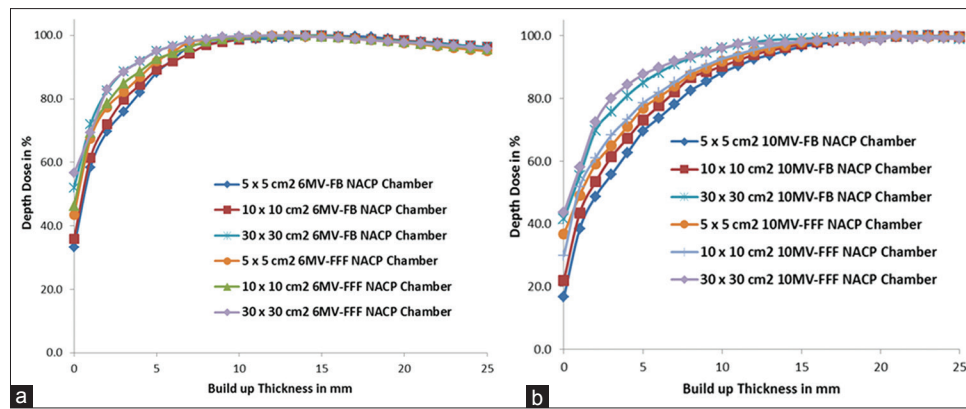 100.0
80.0
60.0
40.0
20.0
0.0
Depth Dose in %
0 5 10 15 20 25
Build up Thickness in mm
5 x 5 cm2 6MV-FB NACP Chamber
10 x 10 cm2 6MV-FB NACP Chamber
30 x 30 cm2 6MV-FB NACP Chamber
5 x 5 cm2 6MV-FFF NACP Chamber
10 x 10 cm2 6MV-FFF NACP Chamber
30 x 30 cm2 6MV-FFF NACP Chamber
a
100.0
80.0
60.0
40.0
20.0
0.0
Depth Dose in %
0 5 10 15 20 25
Build up Thickness in mm
5 x 5 cm2 10MV-FB NACP Chamber
10 x 10 cm2 10MV-FB NACP Chamber
30 x 30 cm2 10MV-FB NACP Chamber
5 x 5 cm2 10MV-FFF NACP Chamber
10 x 10 cm2 10MV-FFF NACP Chamber
30 x 30 cm2 10MV-FFF NACP Chamber
b